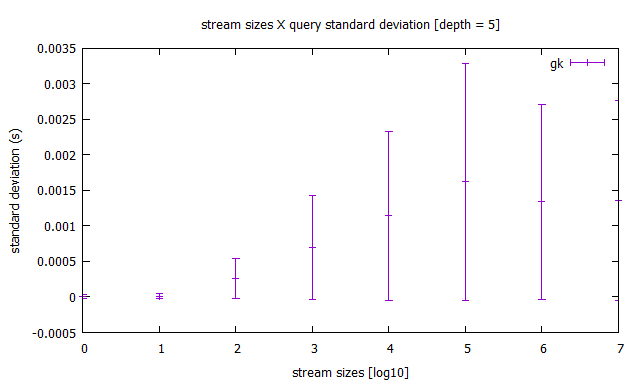 stream sizes X query standard deviation [depth = 5]
0.0035
gk
0.003
0.0025
0.002
0.0015
0.001
0.0005
0
-0.0005
standard deviation (s)
0 1 2 3 4 5 6 7
stream sizes [log10]